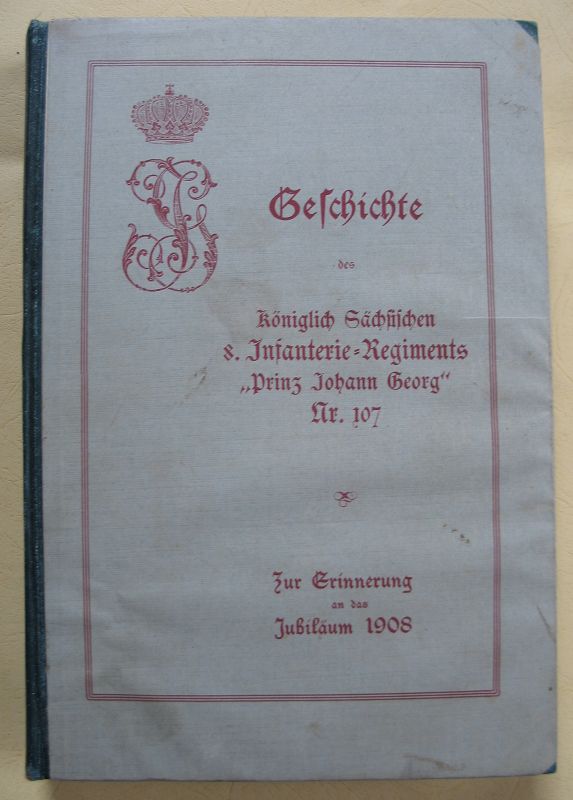 Geſchichte
des
Königlich Sächſiſchen
8. Infanterie=Regiments
„Prinz Johann Georg“
Nr. 107
Zur Erinnerung
an das
Jubiläum 1908